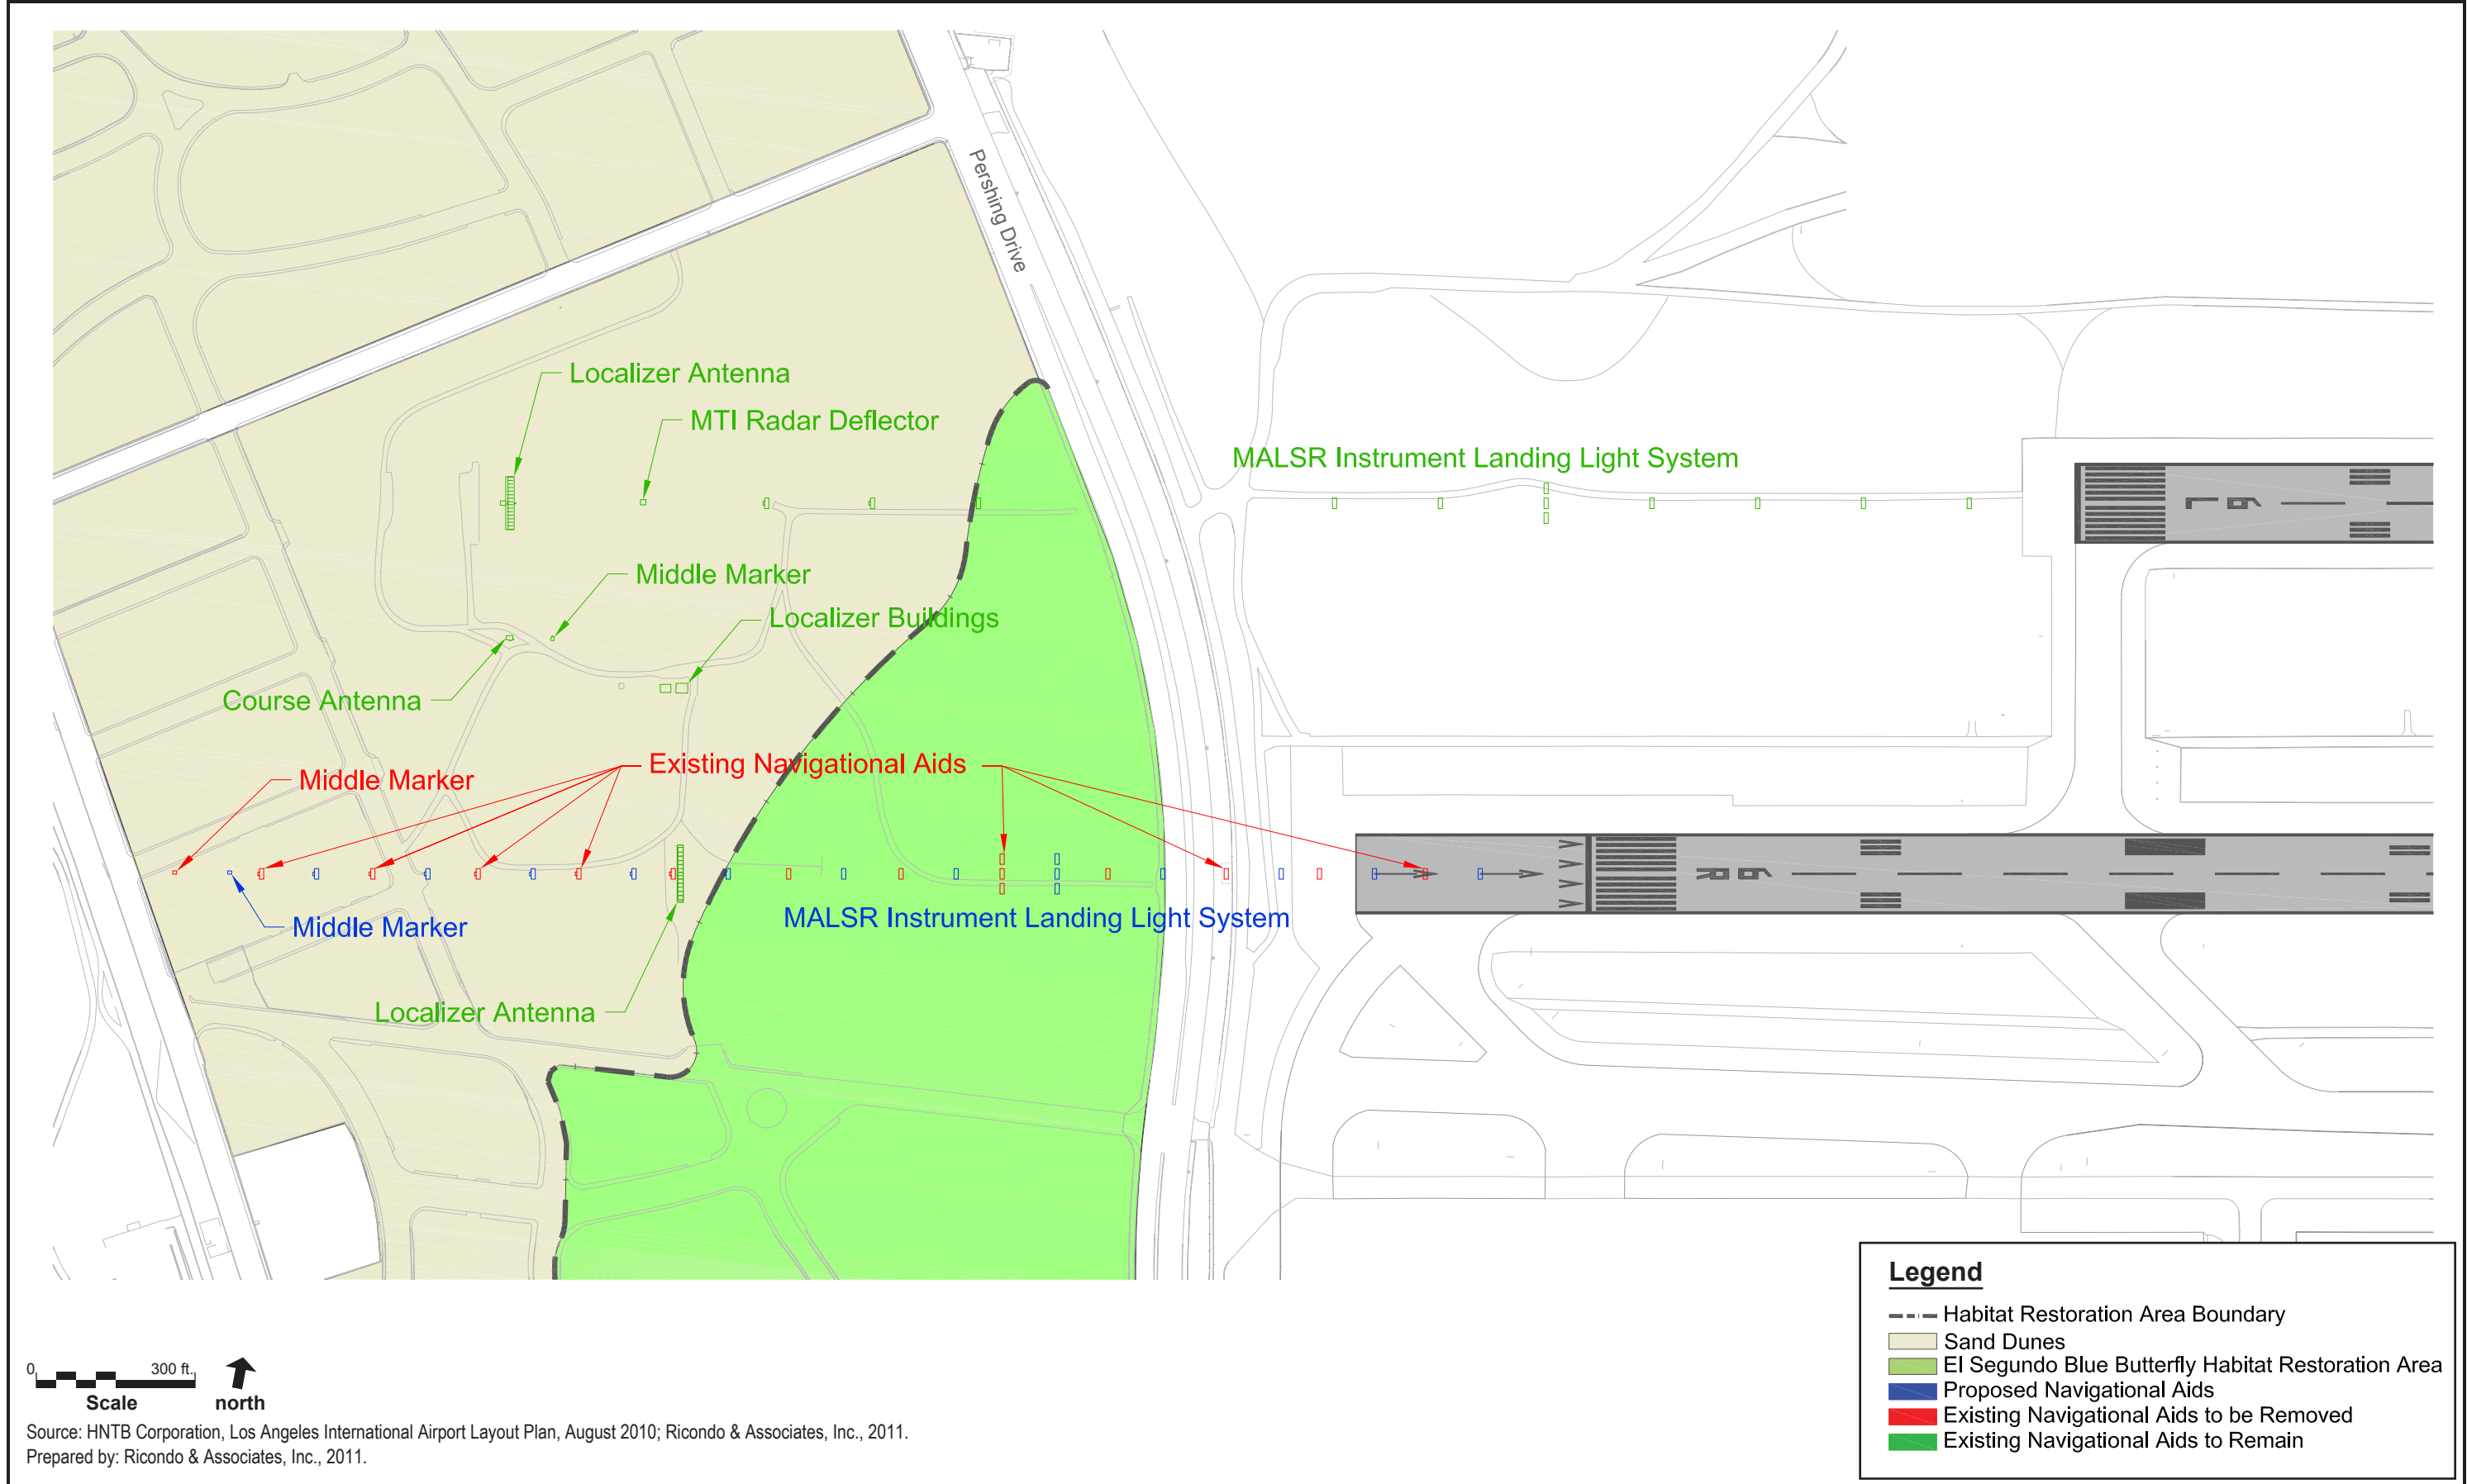 Pershing Drive
Localizer Antenna
MTI Radar Deflector
MALSR Instrument Landing Light System
Middle Marker
Localizer Buildings
Course Antenna
Existing Navigational Aids
Middle Marker
MALSR Instrument Landing Light System
Middle Marker
Localizer Antenna
Legend
Habitat Restoration Area Boundary
Sand Dunes
El Segundo Blue Butterfly Habitat Restoration Area
Proposed Navigational Aids
Existing Navigational Aids to be Removed
Existing Navigational Aids to Remain
0 300 ft.
Scale north
Source: HNTB Corporation, Los Angeles International Airport Layout Plan, August 2010; Ricondo & Associates, Inc., 2011.
Prepared by: Ricondo & Associates, Inc., 2011.